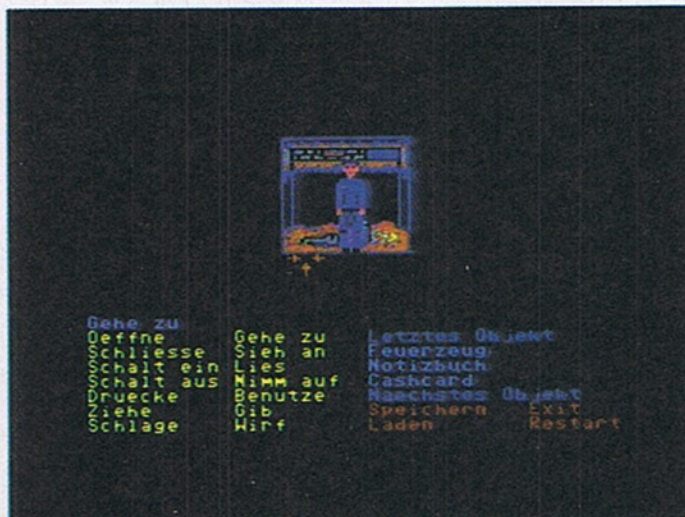 Gehe zu
Oeffne Gehe zu Letztes Objekt
Schliesse Sieh an Feuerzeug
Schalt ein Lies Notizbuch
Schalt aus Nimm auf Cashcard
Druecke Benutze Naechstes Objekt
Ziehe Gib Speichern Exit
Schlage Wirf Laden Restart